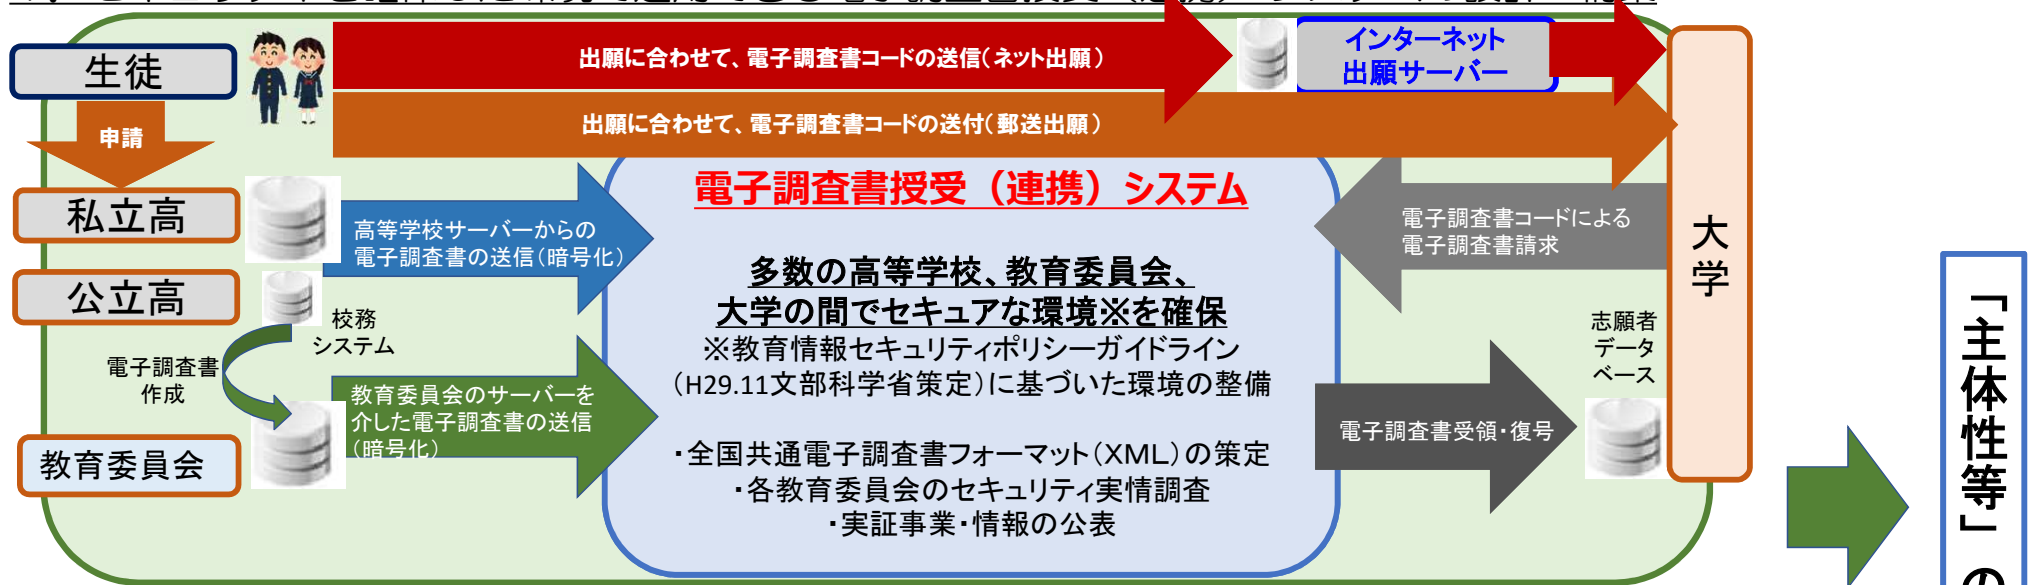 生徒
申請
私立高
公立高
教育委員会
出願に合わせて、電子調査書コードの送信(ネット出願)
インターネット
出願サーバー
出願に合わせて、電子調査書コードの送付(郵送出願)
高等学校サーバーからの
電子調査書の送信(暗号化)
校務
システム
電子調査書
作成
教育委員会のサーバーを
介した電子調査書の送信
(暗号化)
電子調査書授受(連携)システム
多数の高等学校、教育委員会、
大学の間でセキュアな環境※を確保
※教育情報セキュリティポリシーガイドライン
(H29.11文部科学省策定)に基づいた環境の整備
・全国共通電子調査書フォーマット(XML)の策定
・各教育委員会のセキュリティ実情調査
・実証事業・情報の公表
電子調査書コードによる
電子調査書請求
電子調査書受領・復号
志願者
データ
ベース
大学
「主体性等」の